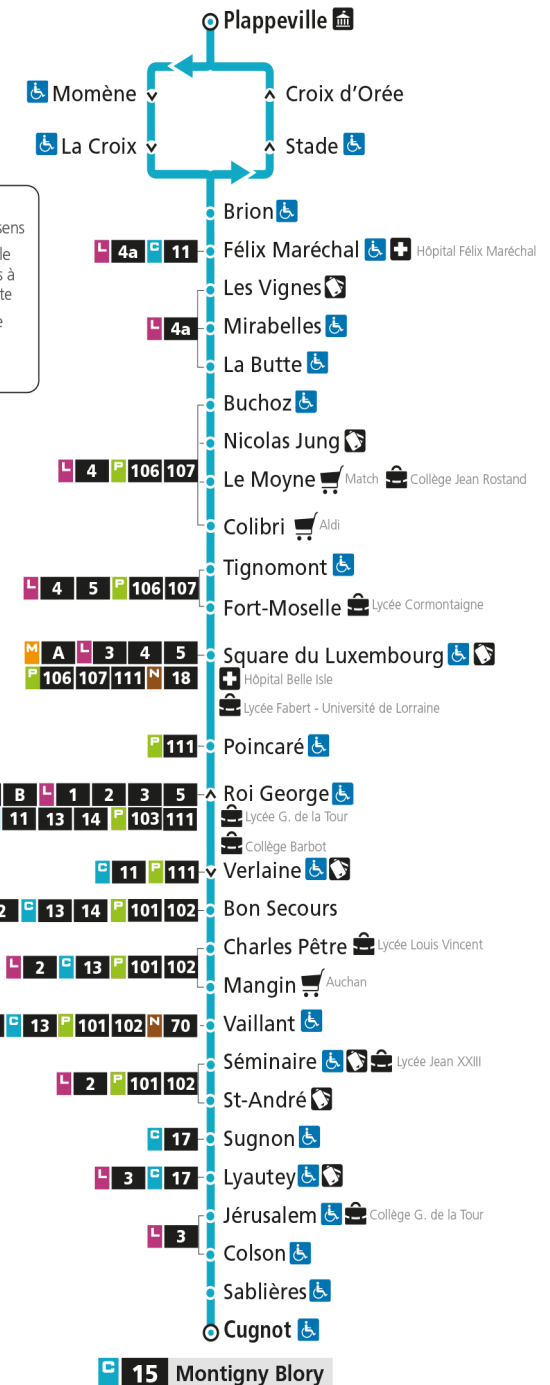 Plappeville
Momène
Croix d'Orée
La Croix
Stade
sens
le
s à
te
e
Brion
L 4a C 11 Félix Maréchal Hôpital Félix Maréchal
Les Vignes
L 4a Mirabelles
La Butte
Buchoz
Nicolas Jung
L 4 P 106 107
Le Moyne Match Collège Jean Rostand
Colibri Aldi
Tignomont
L 4 5 P 106 107
Fort-Moselle Lycée Cormontaigne
M A L 3 4 5 Square du Luxembourg
P 106 107 111 N 18 Hôpital Belle Isle
Lycée Fabert - Université de Lorraine
P 111 Poincaré
B L 1 2 3 5 Roi George
11 13 14 P 103 111 Lycée G. de la Tour
Collège Barbot
C 11 P 111 Verlaine
2 C 13 14 P 101 102 Bon Secours
Charles Pêtre Lycée Louis Vincent
L 2 C 13 P 101 102
Mangin Auchan
C 13 P 101 102 N 70 Vaillant
Séminaire Lycée Jean XXIII
L 2 P 101 102
St-André
C 17 Sugnon
L 3 C 17 Lyautey
Jérusalem Collège G. de la Tour
L 3
Colson
Sablières
Cugnot
C 15 Montigny Blory